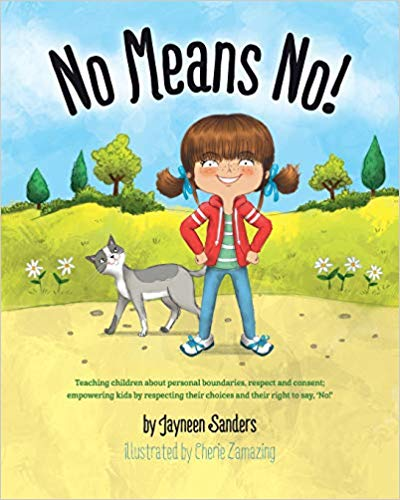 No Means No!
Teaching children about personal boundaries, respect and consent;
empowering kids by respecting their choices and their right to say, 'No!'
by Jayneen Sanders
illustrated by Cherie Zamazing